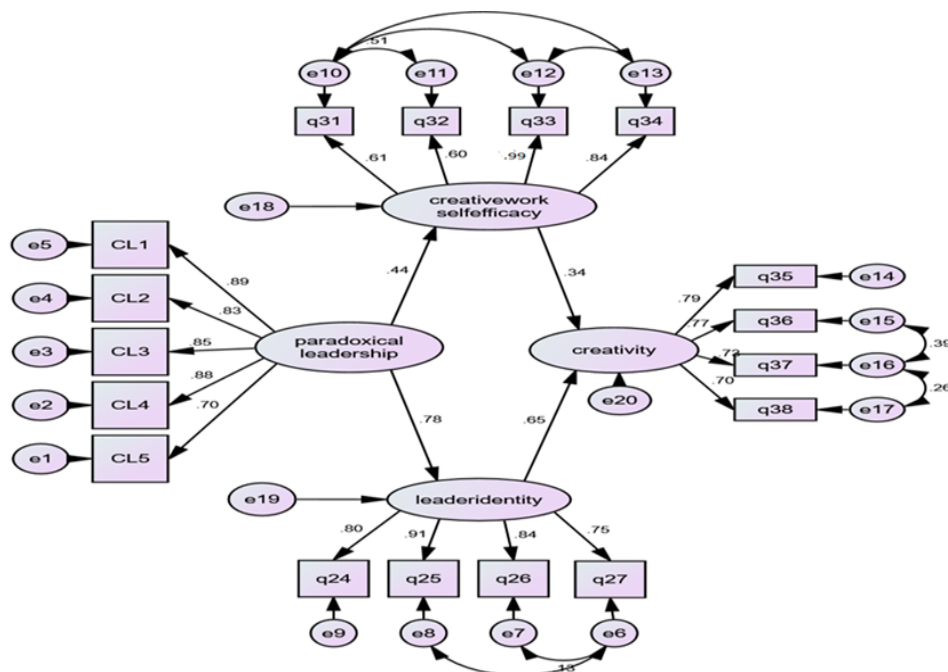 .51
e10 e11 e12 e13
q31 q32 q33 q34
.61 .60 .99 .84
e18
creativework
selfefficacy
e5 CL1
e4 CL2
e3 CL3
e2 CL4
e1 CL5
.89
.83
.85
.88
.70
paradoxical
leadership
.44
.78
.34
.65
creativity
e20
.79
.77
.72
.70
q35 e14
q36 e15
q37 e16
q38 e17
.39
.26
e19
leaderidentity
.80 .91 .84 .75
q24 q25 q26 q27
e9 e8 e7 e6
.13